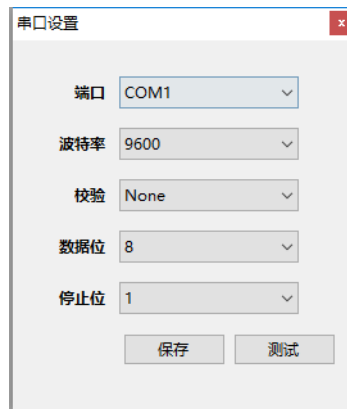 串口设置 x
端口 COM1
波特率 9600
校验 None
数据位 8
停止位 1
保存 测试